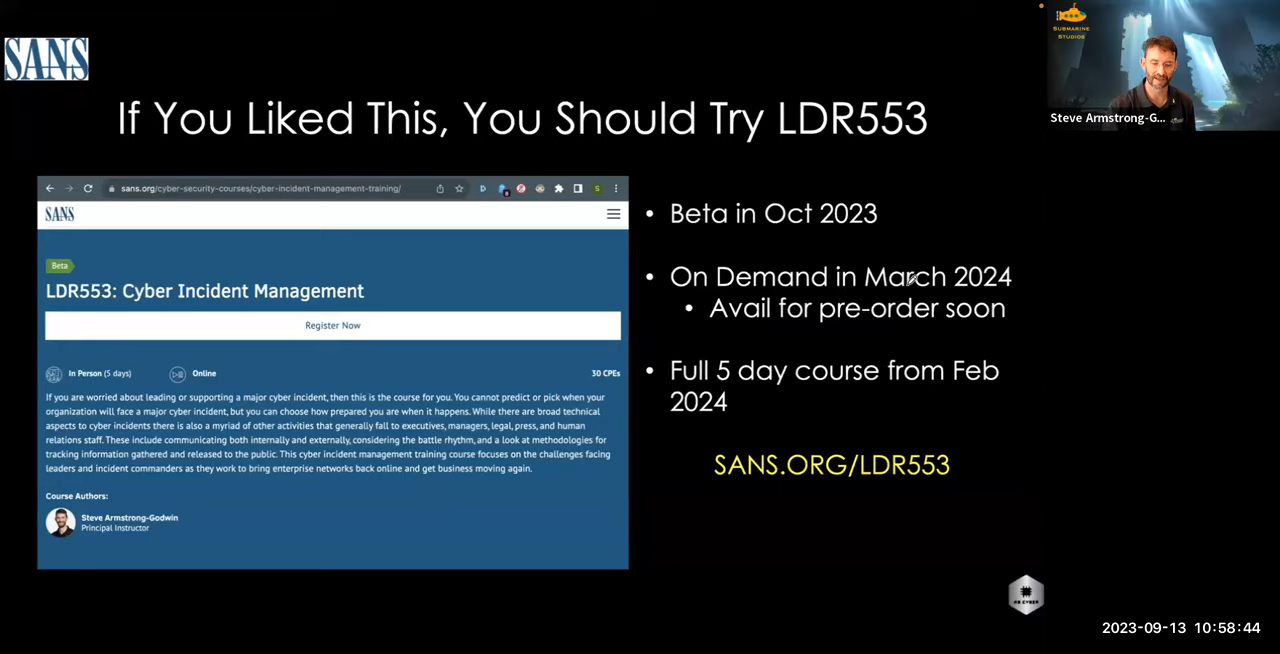 SANS
SUBMARINE
STUDIOS
Steve Armstrong-G...
If You Liked This, You Should Try LDR553
sans.org/cyber-security-courses/cyber-incident-management-training/
SANS
Beta
LDR553: Cyber Incident Management
Register Now
In Person (5 days)
Online
30 CPEs
If you are worried about leading or supporting a major cyber incident, then this is the course for you. You cannot predict or pick when your
organization will face a major cyber incident, but you can choose how prepared you are when it happens. While there are broad technical
aspects to cyber incidents there is also a myriad of other activities that generally fall to executives, managers, legal, press, and human
relations staff. These include communicating both internally and externally, considering the battle rhythm, and a look at methodologies for
tracking information gathered and released to the public. This cyber incident management training course focuses on the challenges facing
leaders and incident commanders as they work to bring enterprise networks back online and get business moving again.
Course Authors:
Steve Armstrong-Godwin
Principal Instructor
• Beta in Oct 2023
• On Demand in March 2024
• Avail for pre-order soon
• Full 5 day course from Feb
2024
SANS.ORG/LDR553
2023-09-13 10:58:44